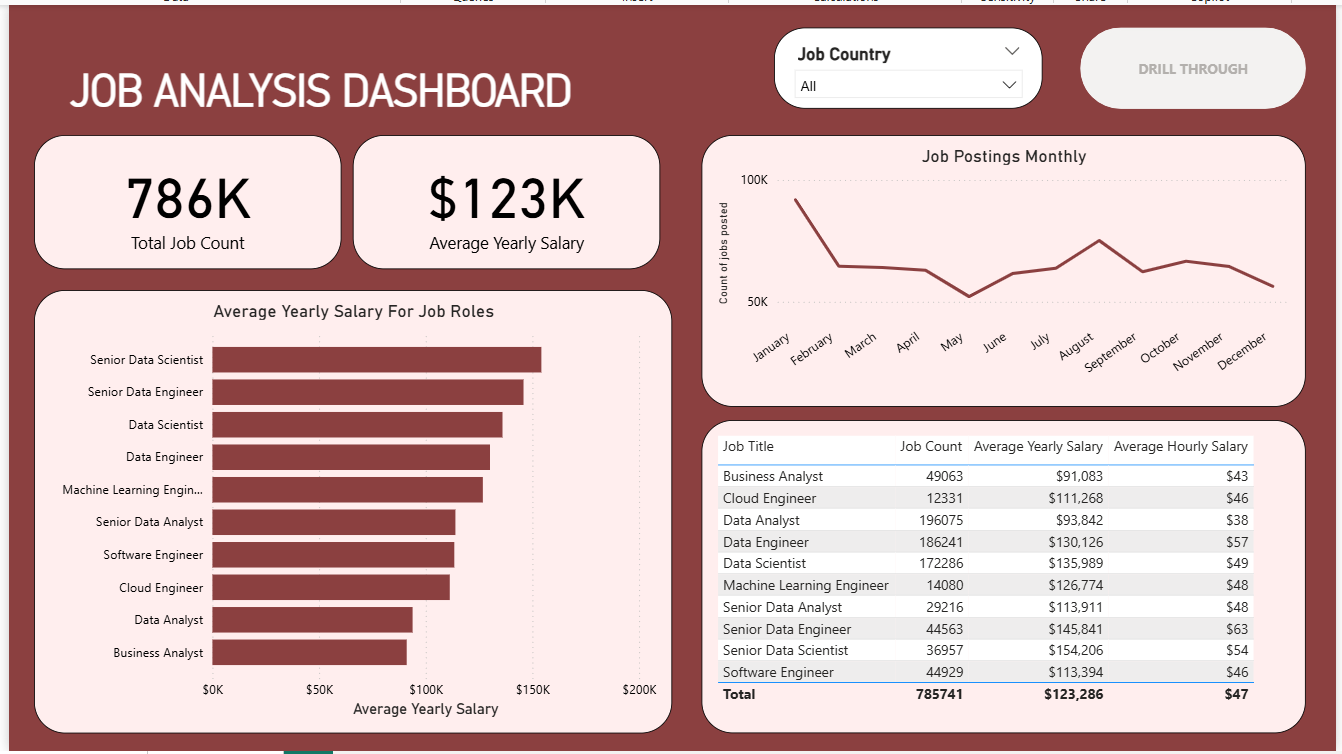 JOB ANALYSIS DASHBOARD
Job Country
All
DRILL THROUGH
786K
Total Job Count
$123K
Average Yearly Salary
Average Yearly Salary For Job Roles
Senior Data Scientist
Senior Data Engineer
Data Scientist
Data Engineer
Machine Learning Engin...
Senior Data Analyst
Software Engineer
Cloud Engineer
Data Analyst
Business Analyst
$0K $50K $100K $150K $200K
Average Yearly Salary
Job Postings Monthly
100K
Count of jobs posted
50K
January February March April May June July August September October November December
Job Title Job Count Average Yearly Salary Average Hourly Salary
Business Analyst 49063 $91,083 $43
Cloud Engineer 12331 $111,268 $46
Data Analyst 196075 $93,842 $38
Data Engineer 186241 $130,126 $57
Data Scientist 172286 $135,989 $49
Machine Learning Engineer 14080 $126,774 $48
Senior Data Analyst 29216 $113,911 $48
Senior Data Engineer 44563 $145,841 $63
Senior Data Scientist 36957 $154,206 $54
Software Engineer 44929 $113,394 $46
Total 785741 $123,286 $47